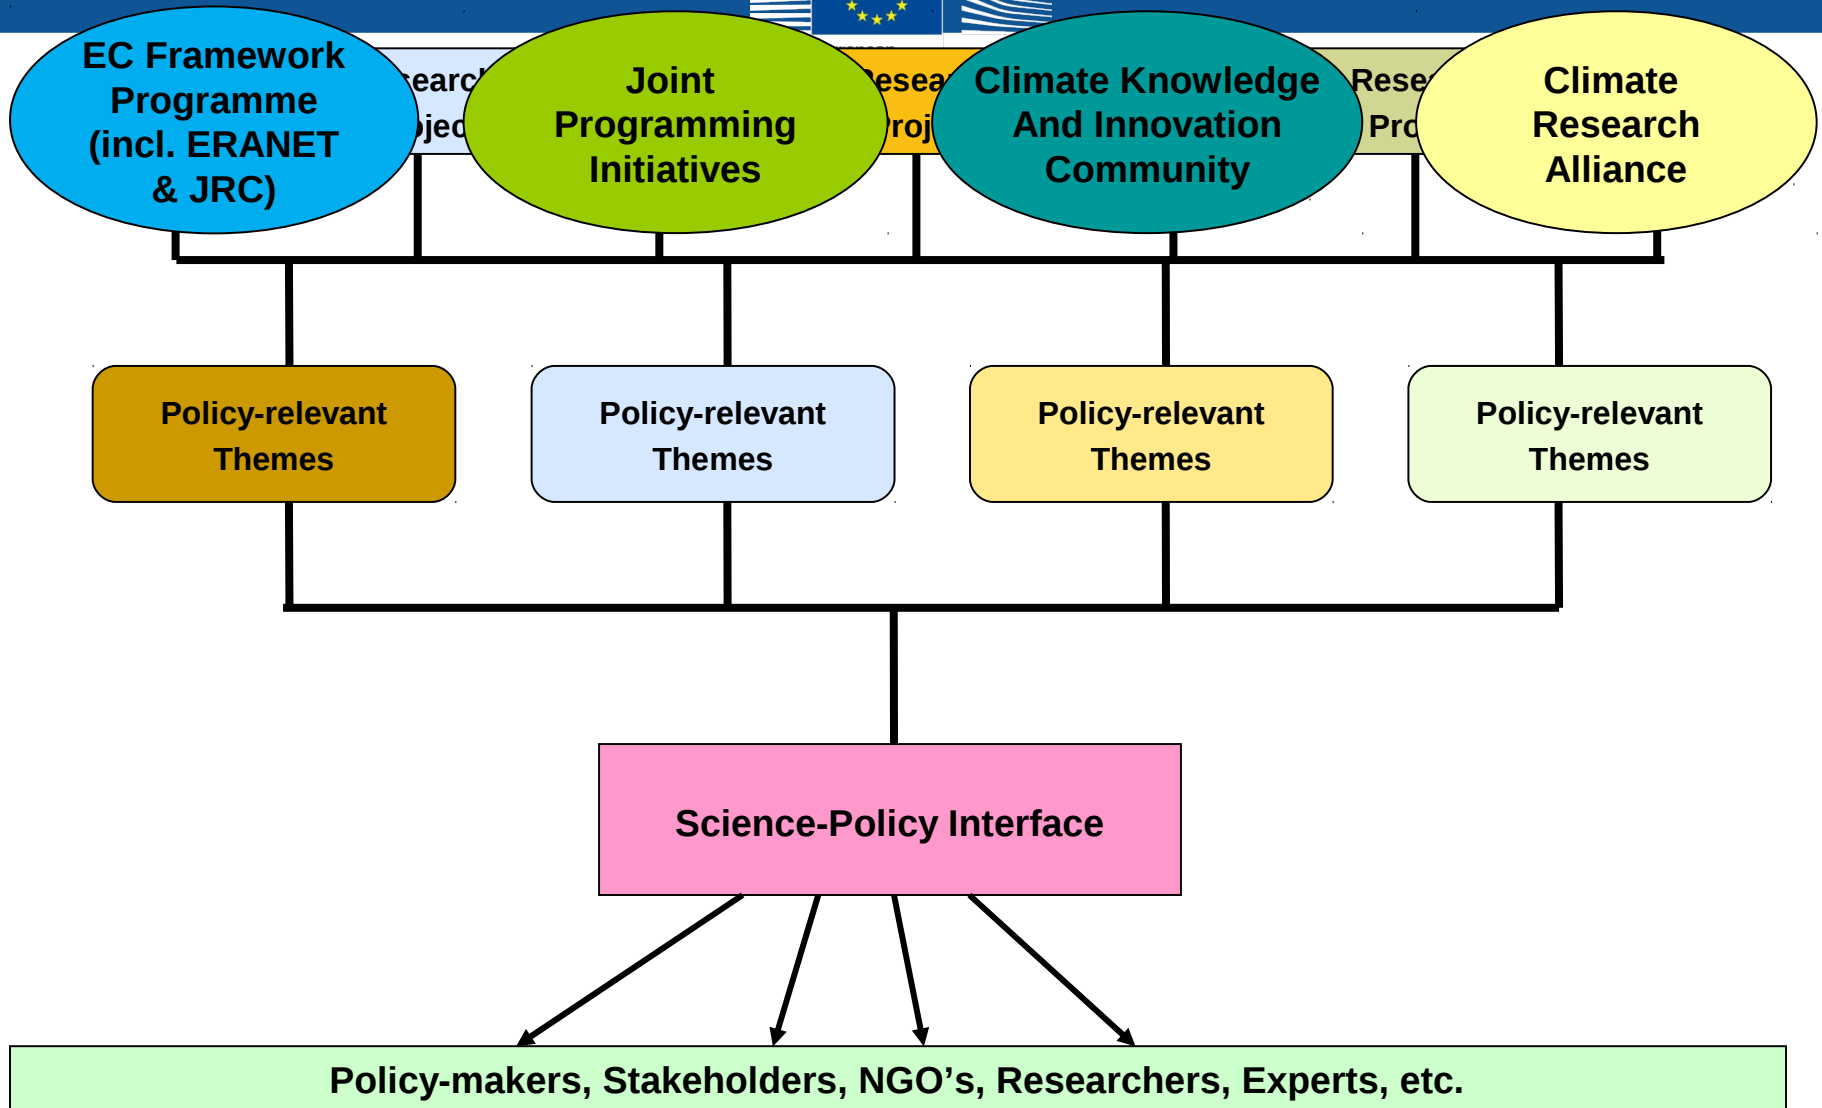 EC Framework
Programme
(incl. ERANET
& JRC)
Joint
Programming
Initiatives
Climate Knowledge
And Innovation
Community
Climate
Research
Alliance
Policy-relevant
Themes
Policy-relevant
Themes
Policy-relevant
Themes
Policy-relevant
Themes
Science-Policy Interface
Policy-makers, Stakeholders, NGO’s, Researchers, Experts, etc.